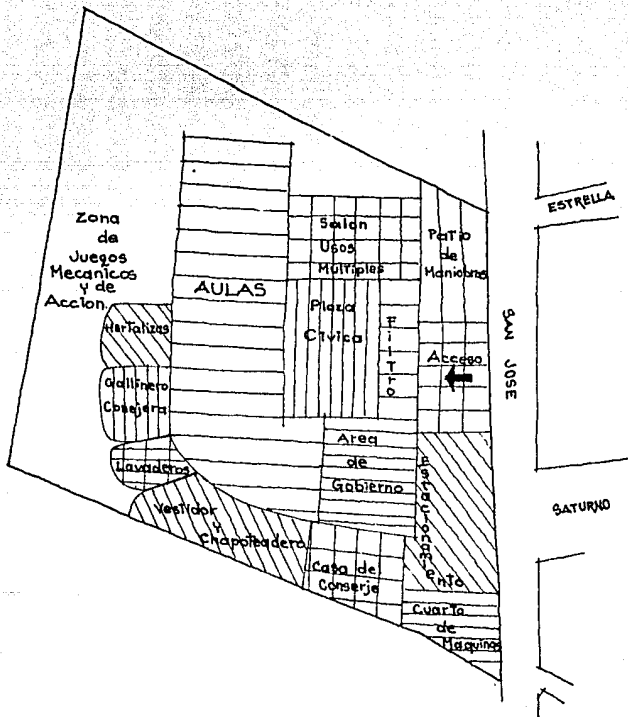 ESTRELLA
Salon
Usos
Multiples
Patio
de
Maniobras
Zona
de
Juegos
Mecanicos
y de
Accion.
AULAS
Plaza
Civica
Filtro
Acceso
SAN JOSE
Hortalizas
Gallinero
Conejera
Lavaderos
Area
de
Gobierno
Estacionamiento
SATURNO
Vestidor
y
Chapoteadero
Casa de
Conserje
Cuarto
de
Maquinas